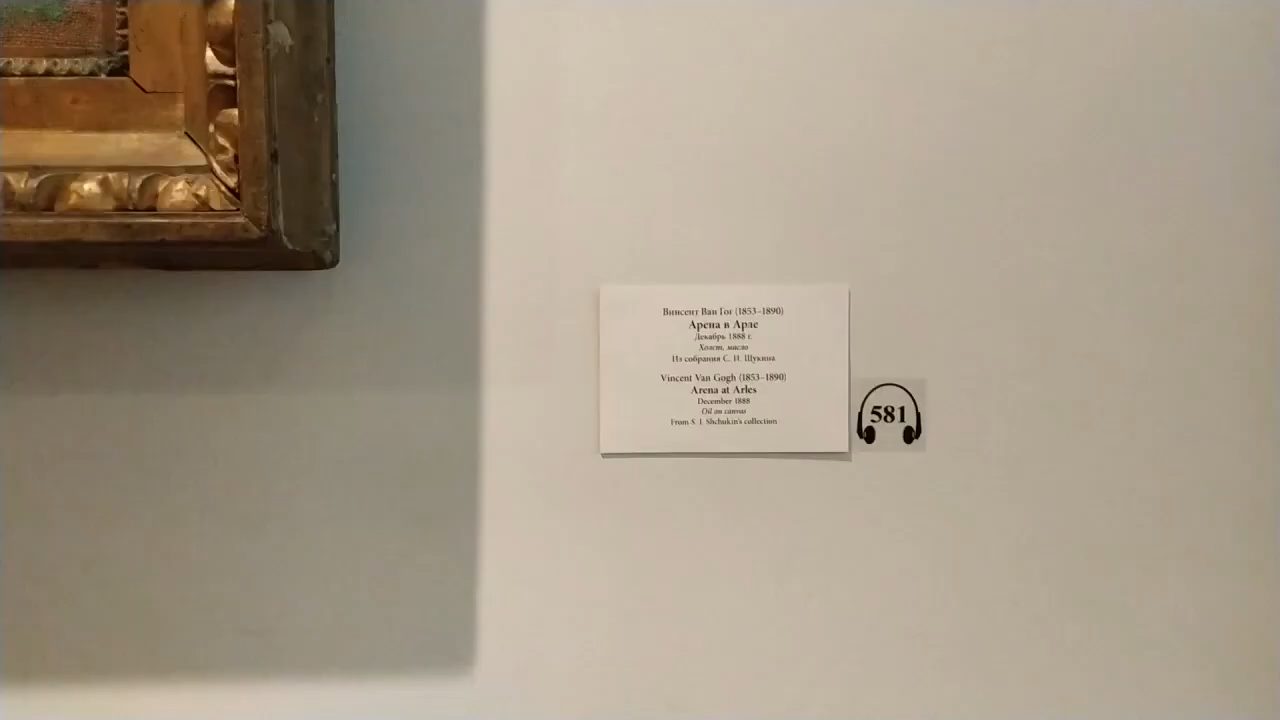 Винсент Ван Гог (1853–1890)
Арена в Арле
Декабрь 1888 г.
Холст, масло
Из собрания С. И. Щукина
Vincent Van Gogh (1853–1890)
Arena at Arles
December 1888
Oil on canvas
From S. I. Shchukin's collection
581